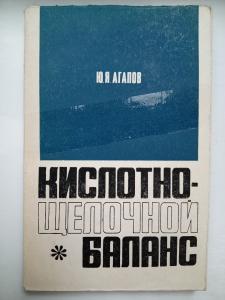 Ю Я АГАПОВ
КИСЛОТНО-
ЩЕЛОЧНОЙ
* БАЛАНС